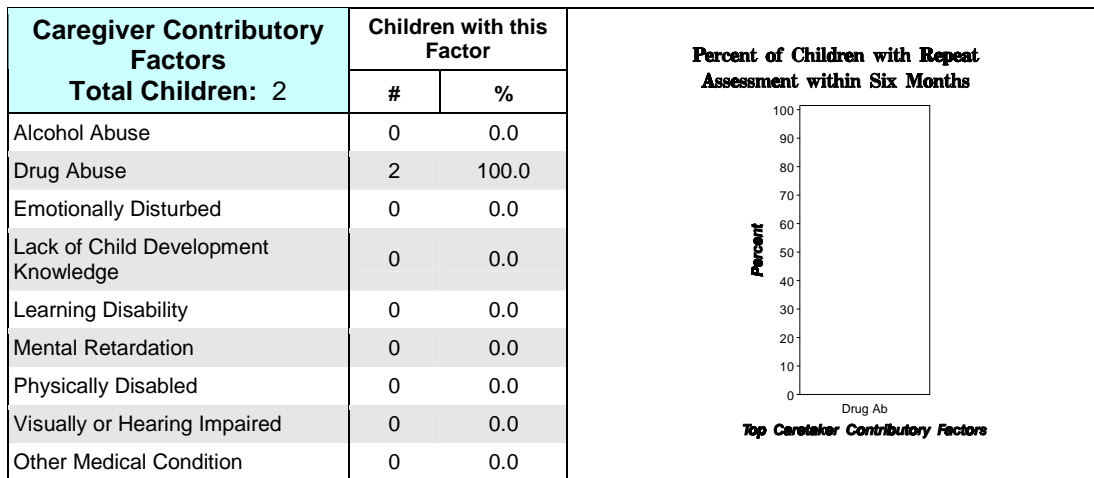 Caregiver Contributory
Factors
Total Children: 2
Children with this
Factor
#
%
Alcohol Abuse 0 0.0
Drug Abuse 2 100.0
Emotionally Disturbed 0 0.0
Lack of Child Development
Knowledge 0 0.0
Learning Disability 0 0.0
Mental Retardation 0 0.0
Physically Disabled 0 0.0
Visually or Hearing Impaired 0 0.0
Other Medical Condition 0 0.0
Percent of Children with Repeat
Assessment within Six Months
100
90
80
70
60
50
40
30
20
10
0
Percent
Drug Ab
Top Caretaker Contributory Factors